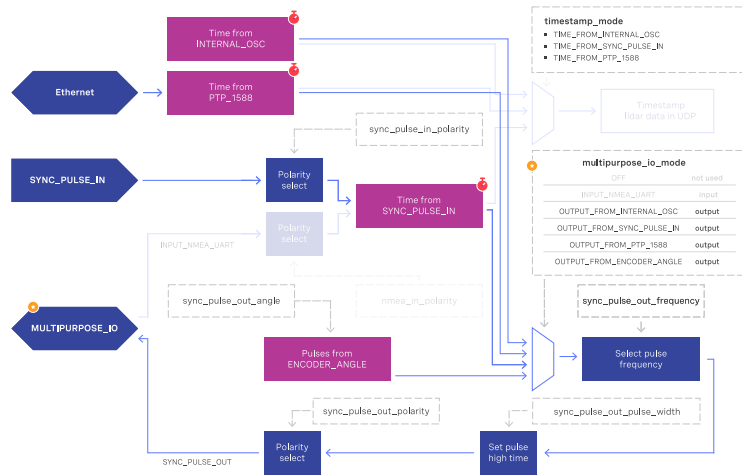 Time from
INTERNAL_OSC
timestamp_mode
TIME_FROM_INTERNAL_OSC
TIME_FROM_SYNC_PULSE_IN
TIME_FROM_PTP_1588
Ethernet
Time from
PTP_1588
Timestamp
lidar data in UDP
sync_pulse_in_polarity
multipurpose_io_mode
OFF not used
INPUT_NMEA_UART input
OUTPUT_FROM_INTERNAL_OSC output
OUTPUT_FROM_SYNC_PULSE_IN output
OUTPUT_FROM_PTP_1588 output
OUTPUT_FROM_ENCODER_ANGLE output
SYNC_PULSE_IN
Polarity
select
Time from
SYNC_PULSE_IN
Polarity
select
INPUT_NMEA_UART
sync_pulse_out_angle
nmea_in_polarity
sync_pulse_out_frequency
MULTIPURPOSE_IO
Pulses from
ENCODER_ANGLE
Select pulse
frequency
sync_pulse_out_polarity
sync_pulse_out_pulse_width
Polarity
select
Set pulse
high time
SYNC_PULSE_OUT